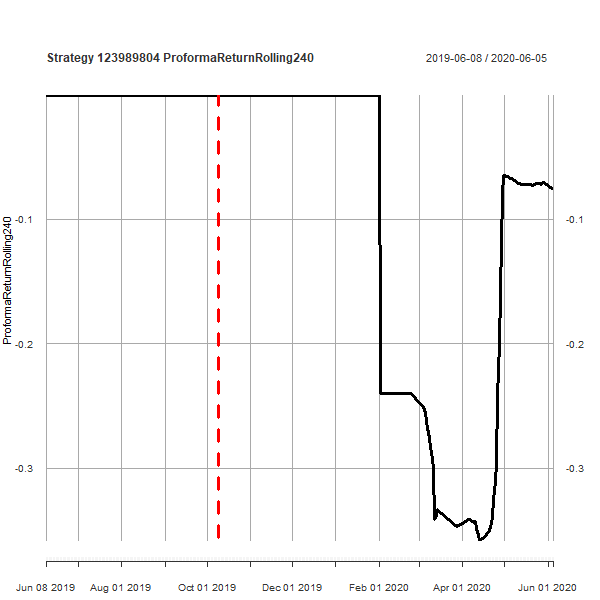 Strategy 123989804 ProformaReturnRolling240
2019-06-08 / 2020-06-05
ProformaReturnRolling240
-0.1
-0.1
-0.2
-0.2
-0.3
-0.3
Jun 08 2019 Aug 01 2019 Oct 01 2019 Dec 01 2019 Feb 01 2020 Apr 01 2020 Jun 01 2020